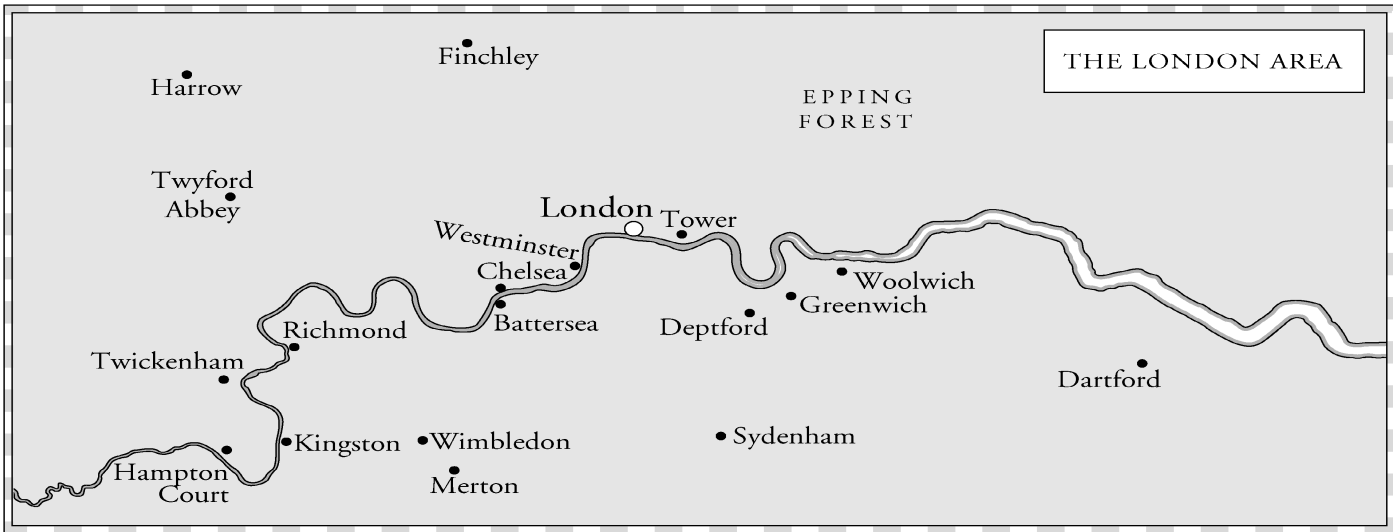 Finchley
THE LONDON AREA
Harrow
EPPING
FOREST
Twyford
Abbey
London
Tower
Westminster
Chelsea
Woolwich
Greenwich
Battersea
Deptford
Richmond
Twickenham
Dartford
Kingston
Wimbledon
Sydenham
Hampton
Court
Merton